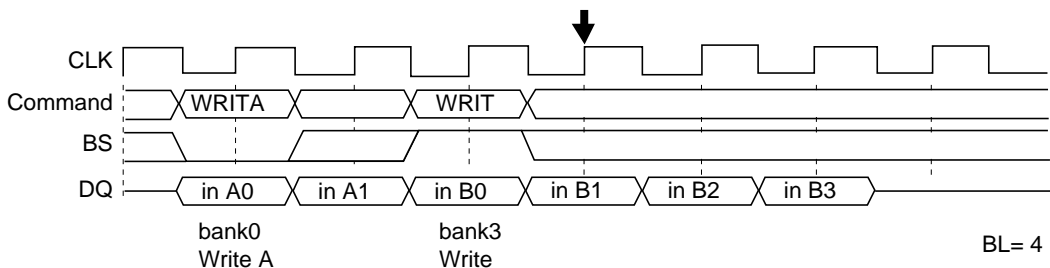 CLK
Command WRITA WRIT
BS
DQ in A0 in A1 in B0 in B1 in B2 in B3
bank0 bank3
Write A Write
BL= 4